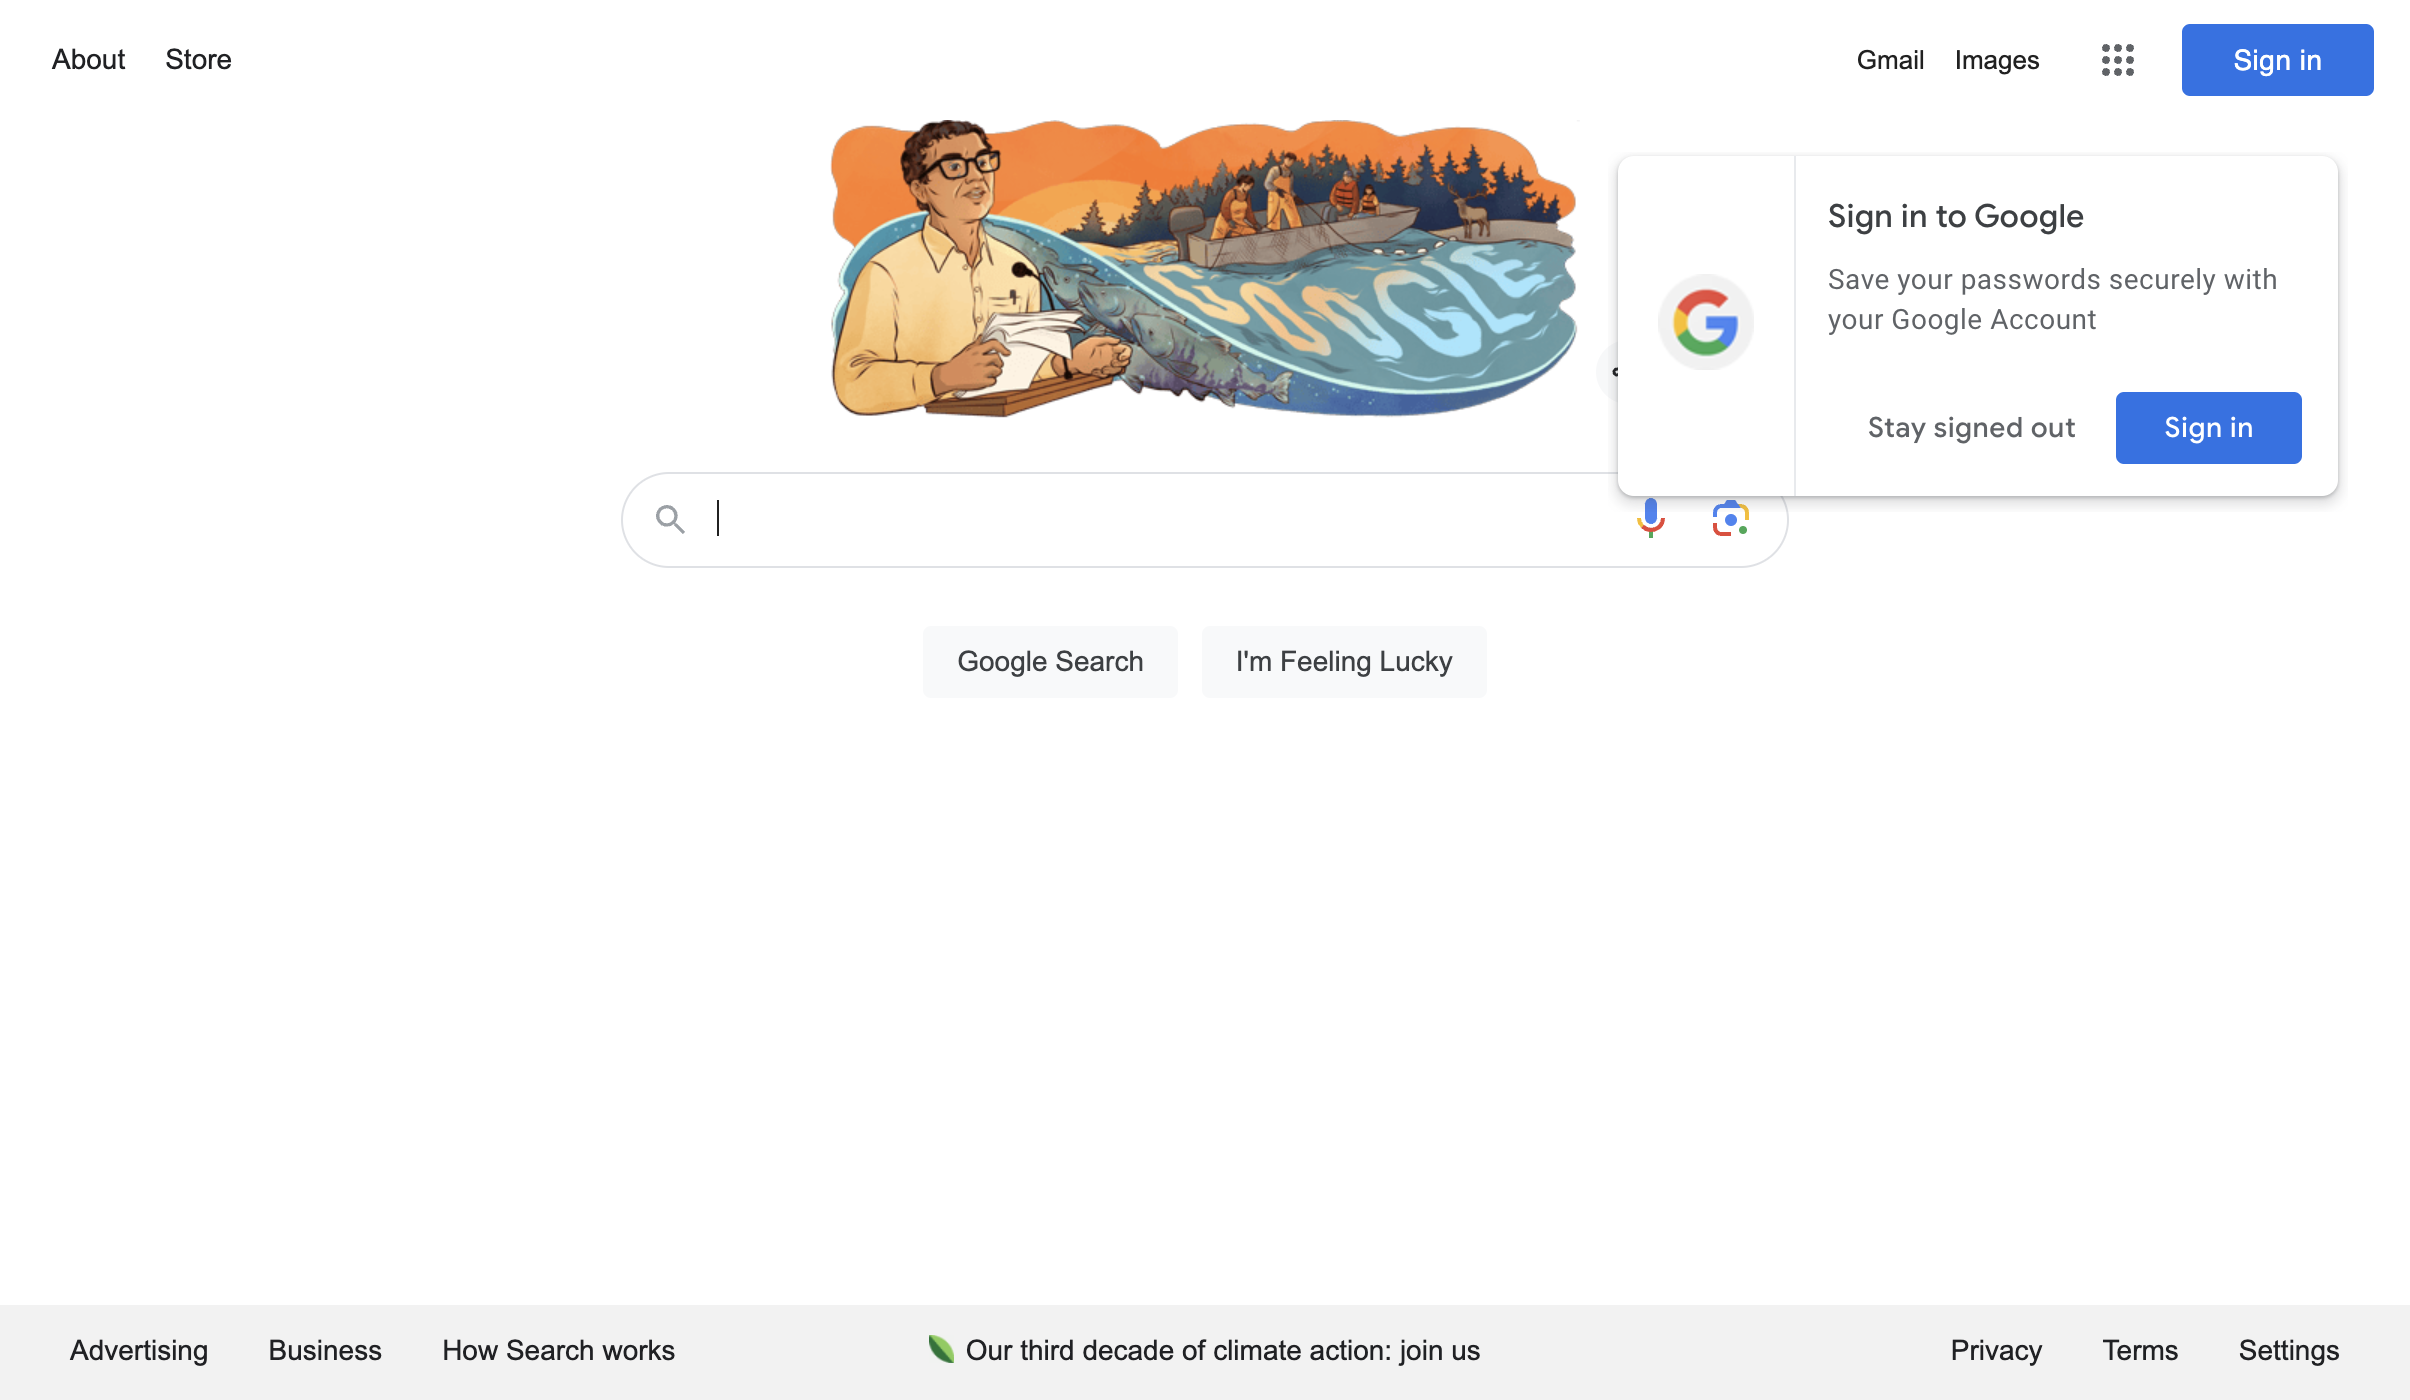 About Store
Gmail Images Sign in
GOOGLE
Sign in to Google
Save your passwords securely with
your Google Account
Stay signed out Sign in
Google Search I'm Feeling Lucky
Advertising Business How Search works
Our third decade of climate action: join us
Privacy Terms Settings